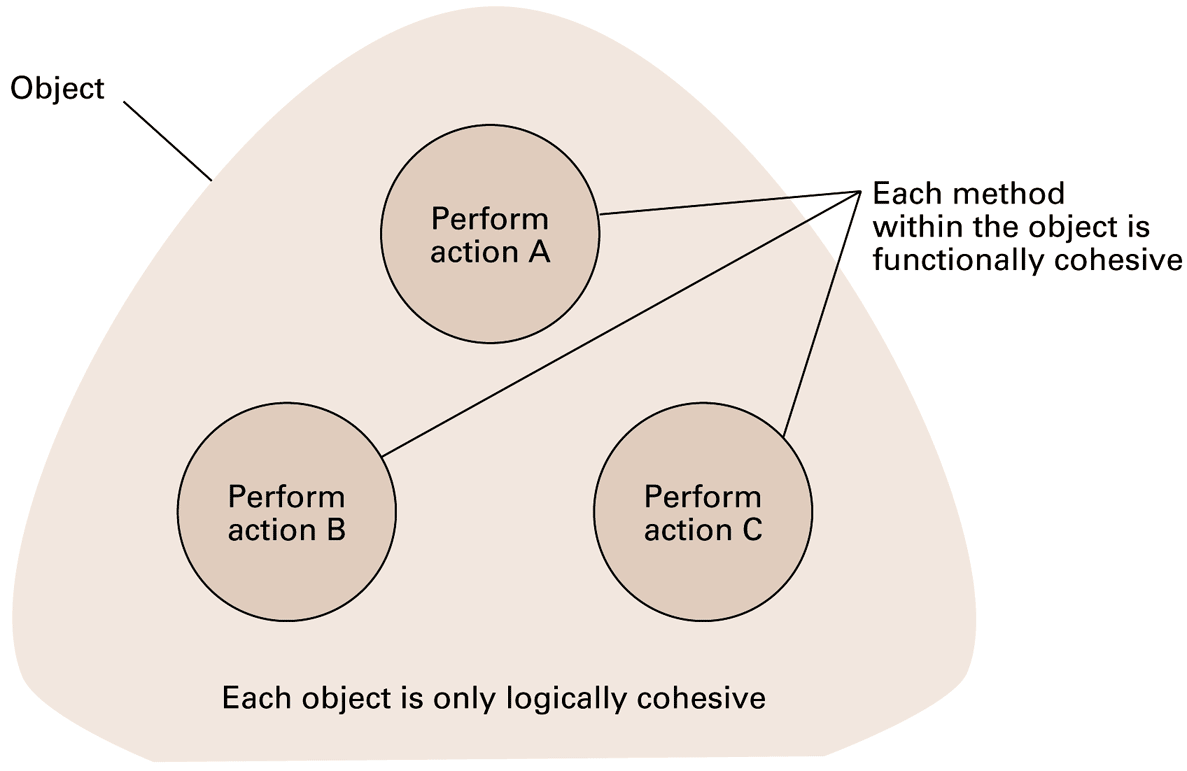 Object
Perform
action A
Each method
within the object is
functionally cohesive
Perform
action B
Perform
action C
Each object is only logically cohesive